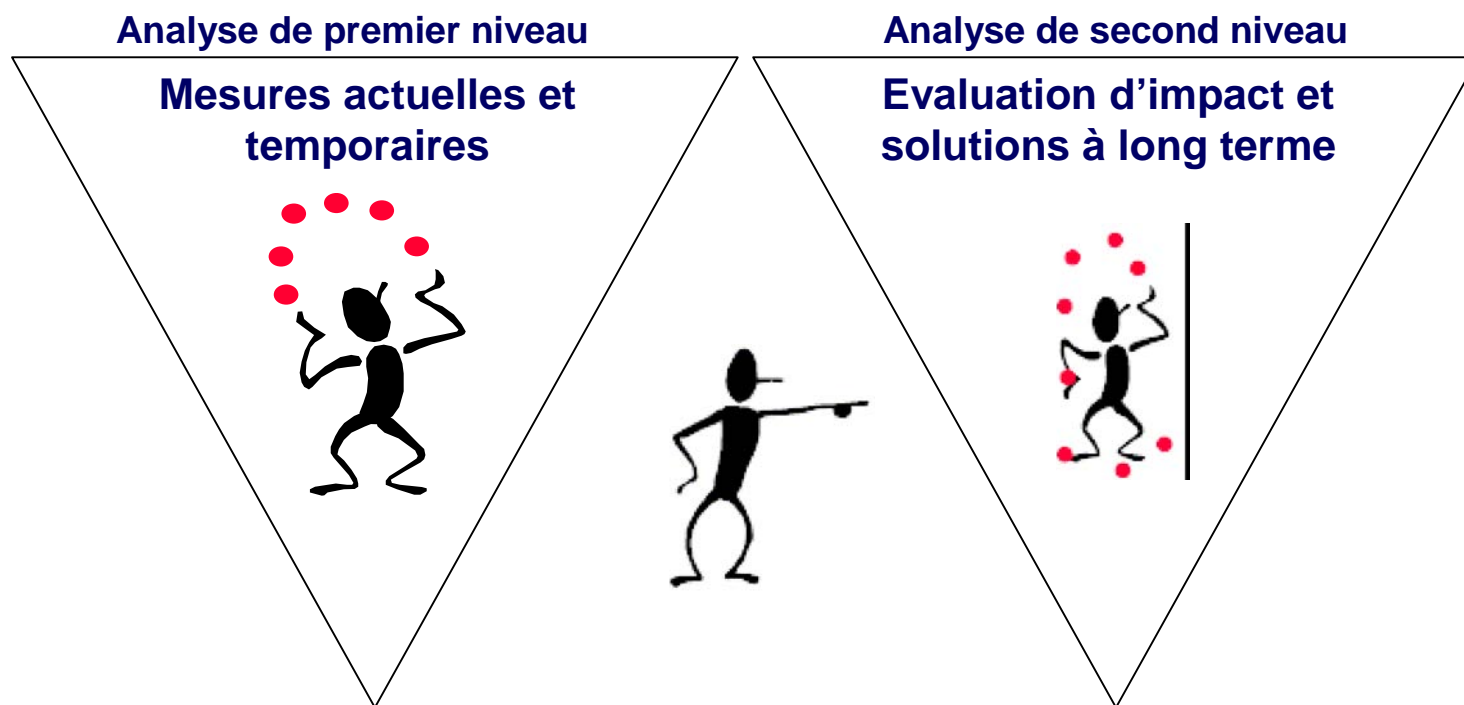 Analyse de premier niveau
Mesures actuelles et
temporaires
Analyse de second niveau
Evaluation d’impact et
solutions à long terme